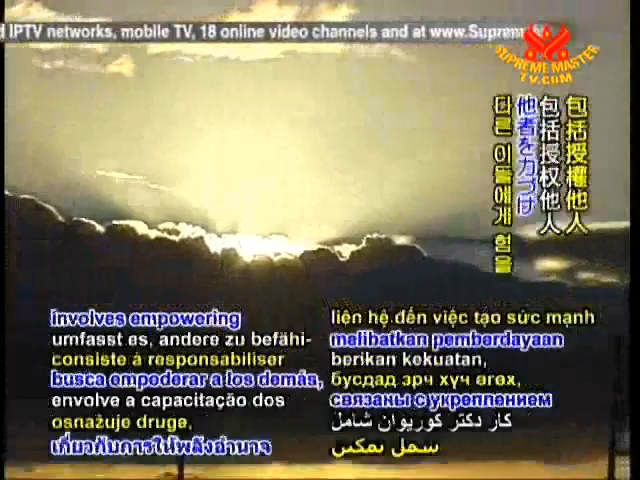 d IPTV networks, mobile TV, 18 online video channels and at www.Suprem
SUPREME MASTER
TV.COM
包括授權他人
包括授权他人
他者を力づけ
다른 이들에게 힘을
involves empowering
umfasst es, andere zu befähi-
consiste à responsabiliser
busca empoderar a los demás,
envolve a capacitação dos
osnažuje druge,
เกี่ยวกับการให้พลังอำนาจ
liên hệ đến việc tạo sức mạnh
melibatkan pemberdayaan
berikan kekuatan,
бусдад эрч хүч өгөх,
связаны с укреплением
کار دکتر کوریوان شامل